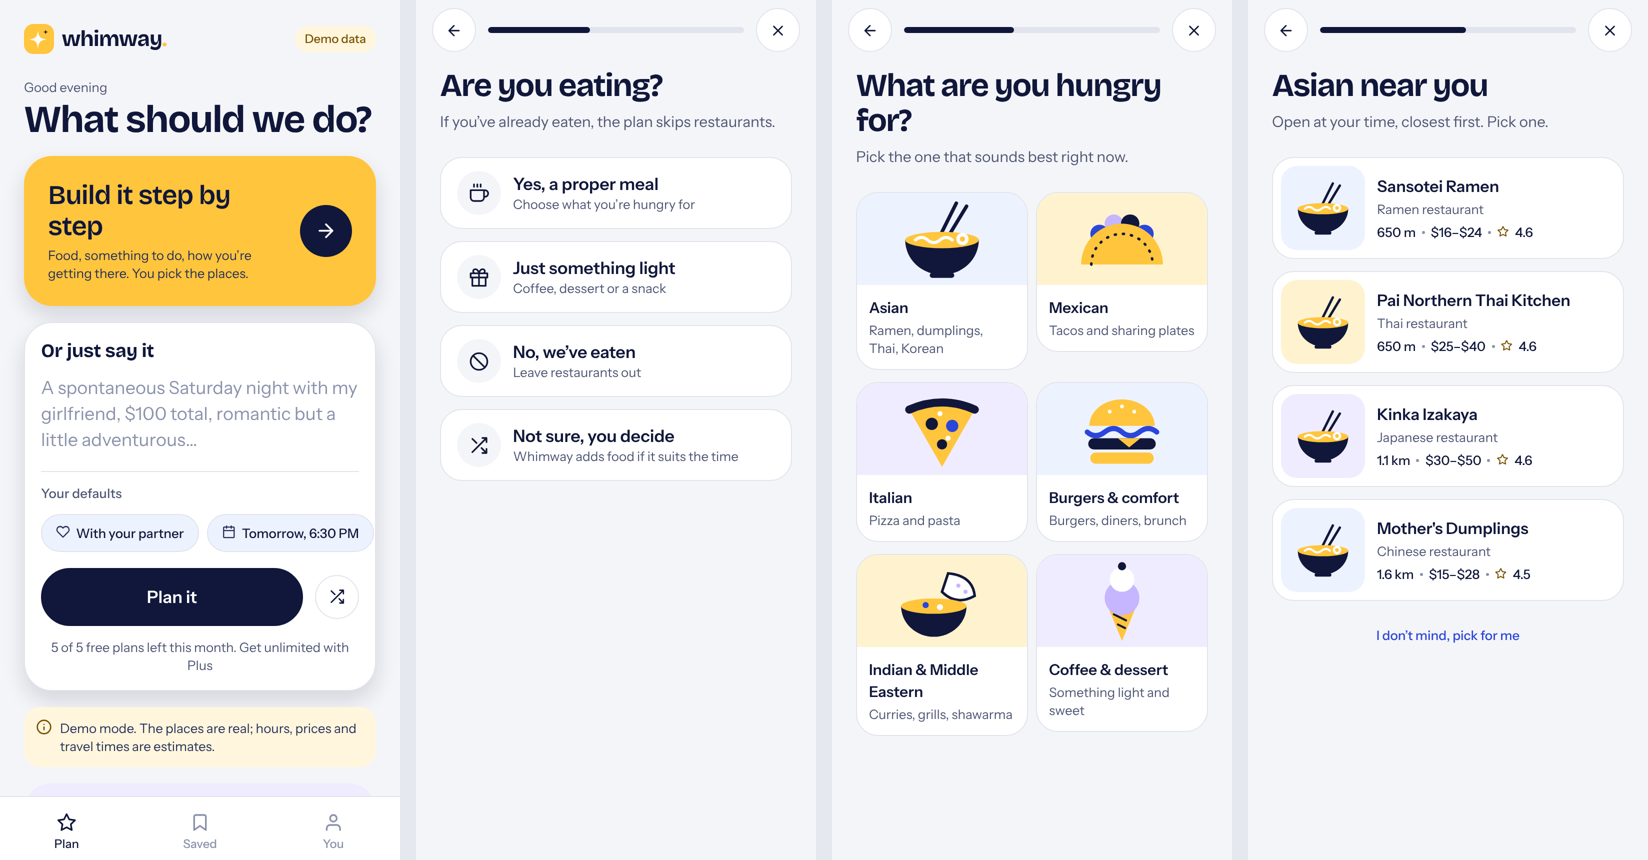 whimway.
Demo data
Good evening
What should we do?
Build it step by
step
Food, something to do, how you're
getting there. You pick the places.
Or just say it
A spontaneous Saturday night with my
girlfriend, $100 total, romantic but a
little adventurous...
Your defaults
With your partner
Tomorrow, 6:30 PM
Plan it
5 of 5 free plans left this month. Get unlimited with
Plus
Demo mode. The places are real; hours, prices and
travel times are estimates.
Plan
Saved
You
Are you eating?
If you've already eaten, the plan skips restaurants.
Yes, a proper meal
Choose what you're hungry for
Just something light
Coffee, dessert or a snack
No, we've eaten
Leave restaurants out
Not sure, you decide
Whimway adds food if it suits the time
What are you hungry
for?
Pick the one that sounds best right now.
Asian
Ramen, dumplings,
Thai, Korean
Mexican
Tacos and sharing plates
Italian
Pizza and pasta
Burgers & comfort
Burgers, diners, brunch
Indian & Middle
Eastern
Curries, grills, shawarma
Coffee & dessert
Something light and
sweet
Asian near you
Open at your time, closest first. Pick one.
Sansotei Ramen
Ramen restaurant
650 m • $16–$24 • 4.6
Pai Northern Thai Kitchen
Thai restaurant
650 m • $25–$40 • 4.6
Kinka Izakaya
Japanese restaurant
1.1 km • $30–$50 • 4.6
Mother's Dumplings
Chinese restaurant
1.6 km • $15–$28 • 4.5
I don't mind, pick for me